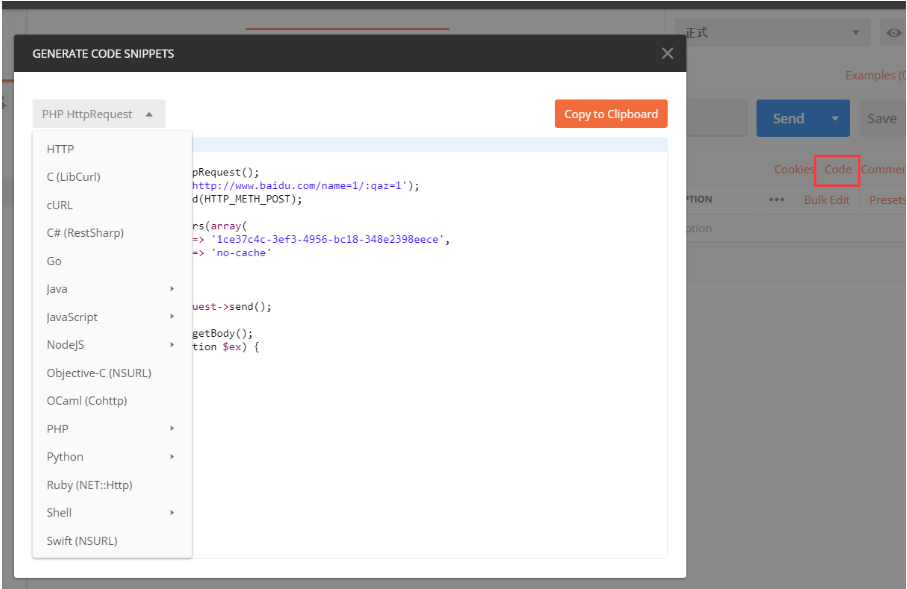 正式
GENERATE CODE SNIPPETS
Examples (
PHP HttpRequest
Copy to Clipboard
Send
Save
HTTP
C (LibCurl)
cURL
C# (RestSharp)
Go
Java
JavaScript
NodeJS
Objective-C (NSURL)
OCaml (Cohttp)
PHP
Python
Ruby (NET::Http)
Shell
Swift (NSURL)
pRequest();
http://www.baidu.com/name=1/:qaz=1');
d(HTTP_METH_POST);
rs(array(
=> '1ce37c4c-3ef3-4956-bc18-348e2398eece',
=> 'no-cache'
uest->send();
getBody();
tion $ex) {
Cookies Code Commen
PTION ••• Bulk Edit Presets
ption